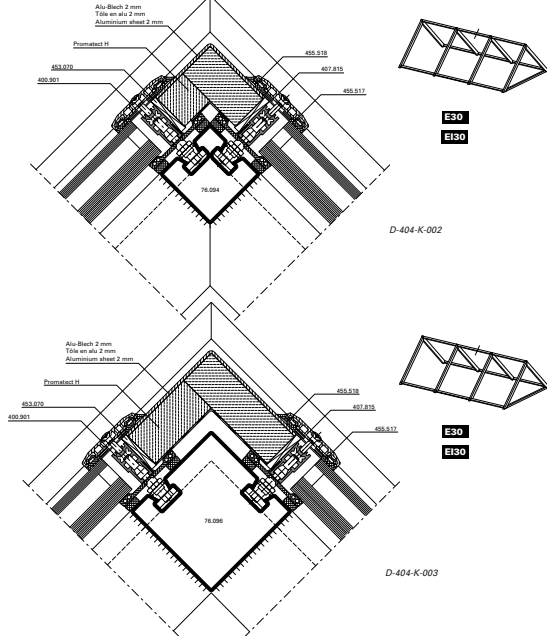 Alu-Blech 2 mm
Tôle en alu 2 mm
Aluminium sheet 2 mm
Promatect H
453.070
400.901
455.518
407.815
455.517
76.094
E30
EI30
D-404-K-002
Alu-Blech 2 mm
Tôle en alu 2 mm
Aluminium sheet 2 mm
Promatect H
453.070
400.901
455.518
407.815
455.517
76.096
E30
EI30
D-404-K-003